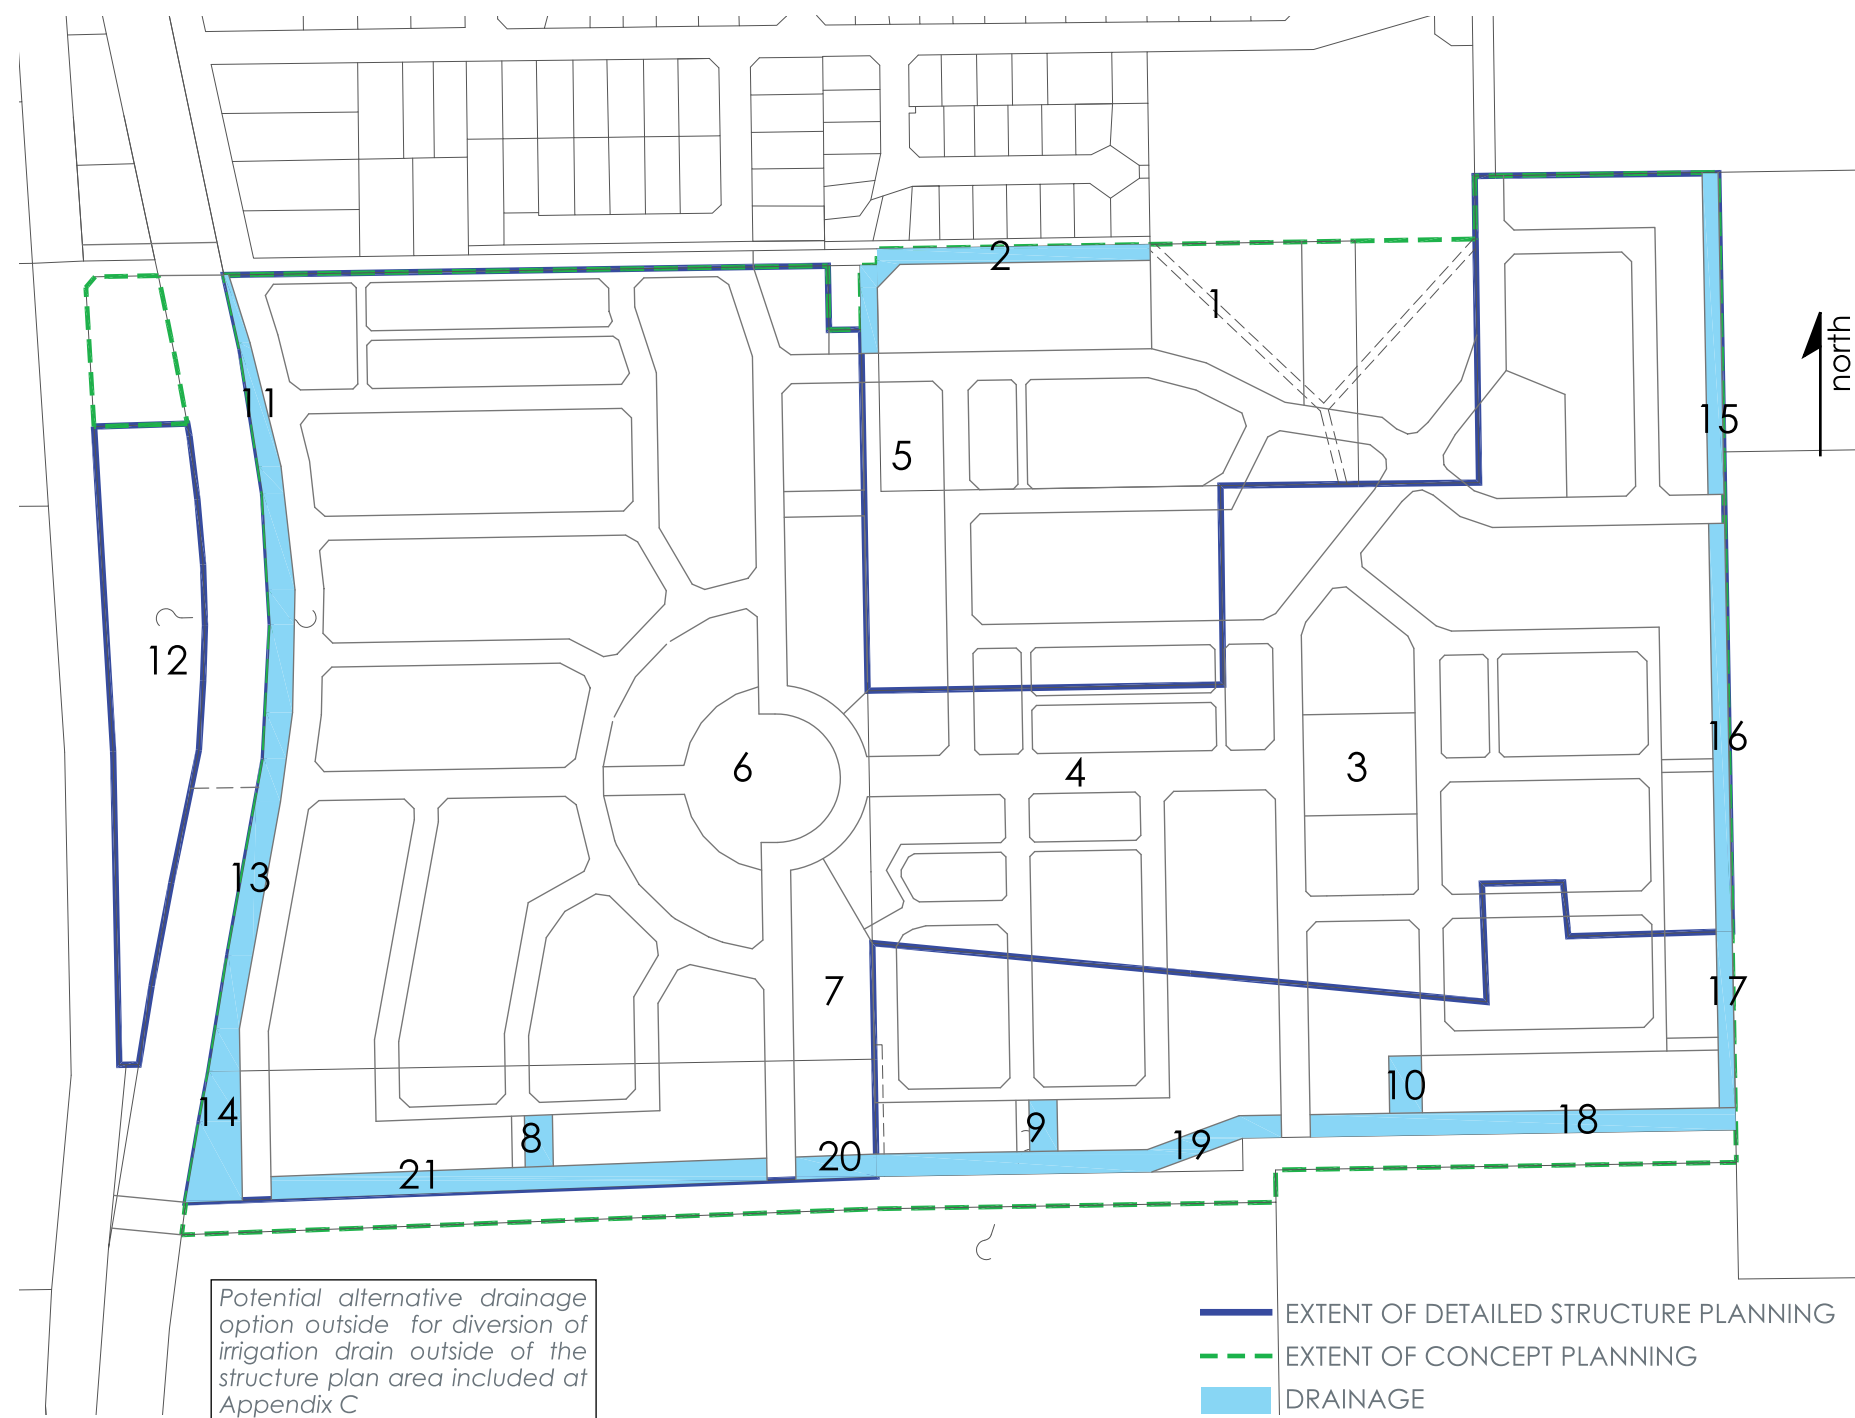 2
1
11
15
north
5
12
6
4
3
16
13
7
17
14
8
9
10
18
19
20
21
Potential alternative drainage
option outside for diversion of
irrigation drain outside of the
structure plan area included at
Appendix C
EXTENT OF DETAILED STRUCTURE PLANNING
EXTENT OF CONCEPT PLANNING
DRAINAGE